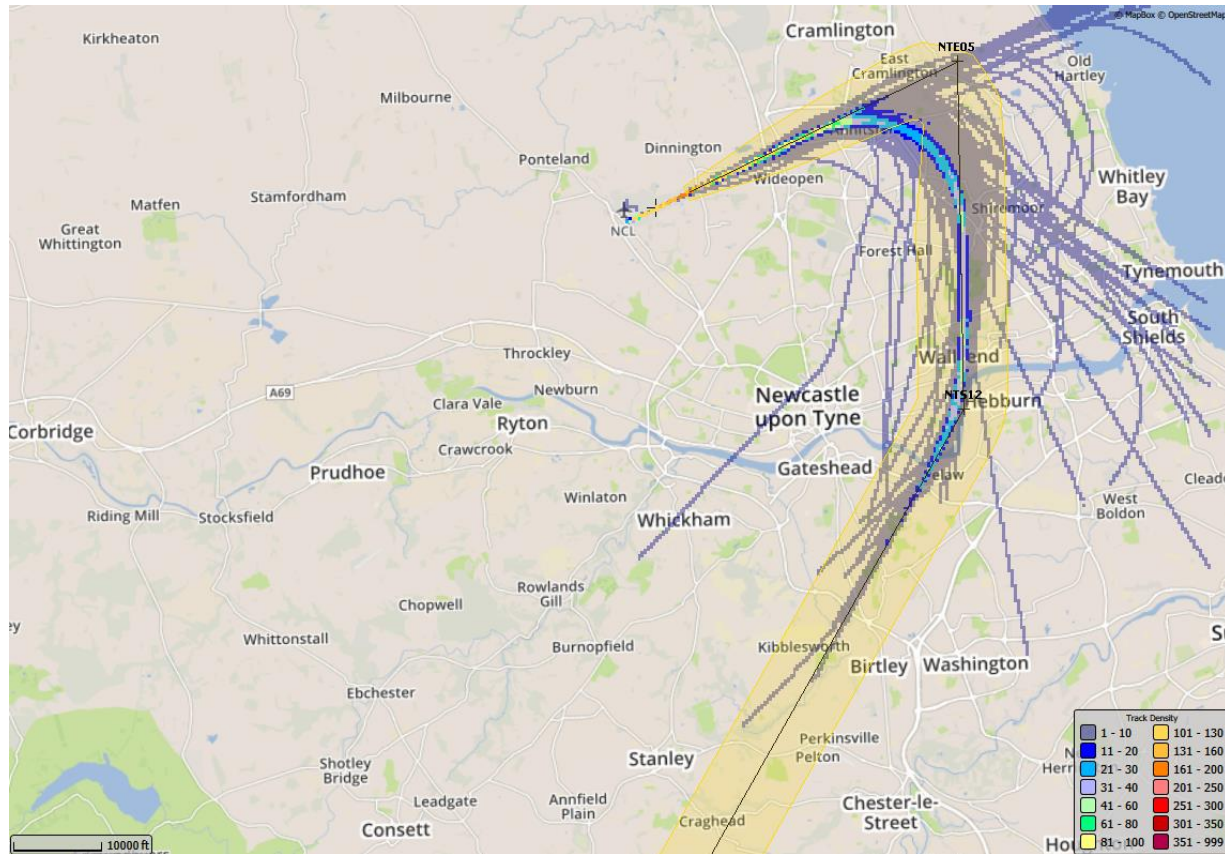 © MapBox © OpenStreetMap
Cramlington
Kirkheaton
NTE05
East
Cramlington
Old
Hartley
Milbourne
Dinnington
Ponteland
Wideopen
Whitley
Bay
Stamfordham
Matfen
Shiremoor
Great
Whittington
NCL
Forest Hall
Tynemouth
South
Shields
Throckley
Wallsend
A69
Newburn
Newcastle
upon Tyne
NTS12
Hebburn
Clara Vale
Ryton
Corbridge
Crawcrook
Gateshead
Prudhoe
Winlaton
West
Boldon
Riding Mill
Stocksfield
Whickham
Rowlands
Gill
Chopwell
Whittonstall
Burnopfield
Kibblesworth
Birtley
Washington
Ebchester
Perkinsville
Pelton
Stanley
Shotley
Bridge
Leadgate
Annfield
Plain
Chester-le-
Street
Consett
Craghead
10000 ft
Track Density
1 - 10
101 - 130
11 - 20
131 - 160
21 - 30
161 - 200
31 - 40
201 - 250
41 - 60
251 - 300
61 - 80
301 - 350
81 - 100
351 - 999